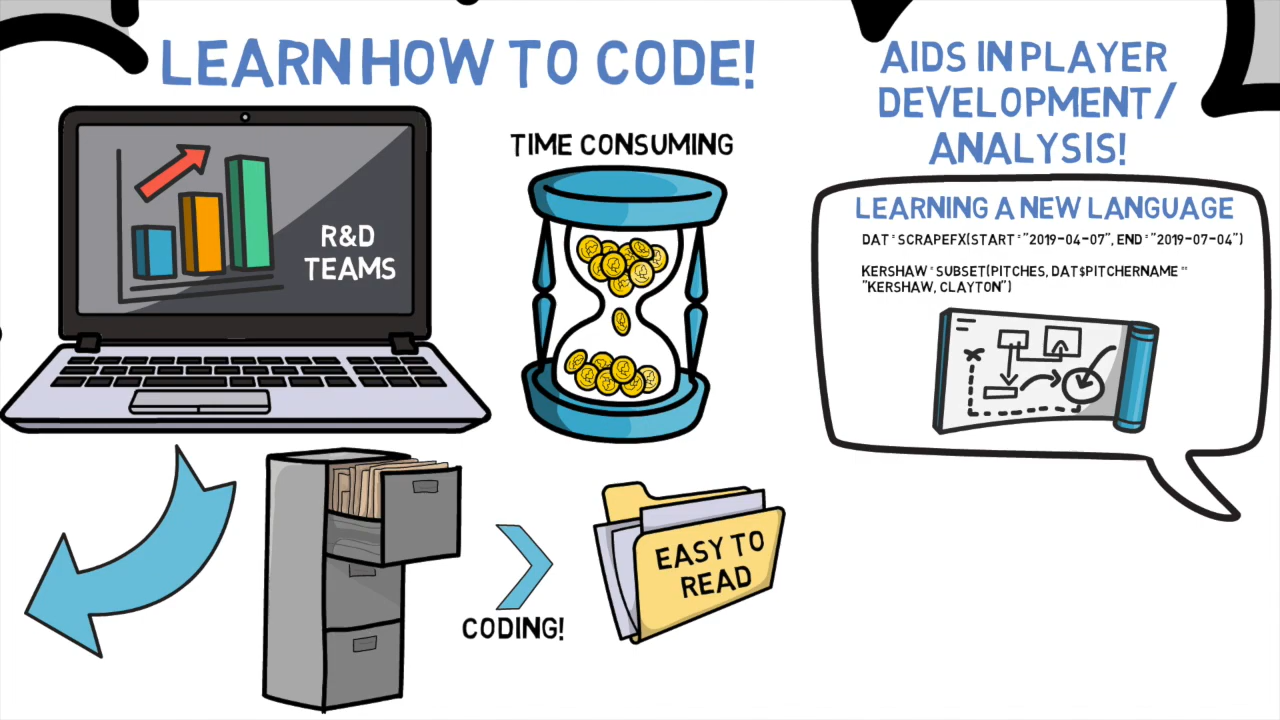 LEARN HOW TO CODE!
R&D
TEAMS
TIME CONSUMING
CODING!
EASY TO
READ
AIDS IN PLAYER
DEVELOPMENT/
ANALYSIS!
LEARNING A NEW LANGUAGE
DAT=SCRAPEFX(START="2019-04-07", END="2019-07-04")
KERSHAW=SUBSET(PITCHES, DAT$PITCHERNAME==
"KERSHAW, CLAYTON")